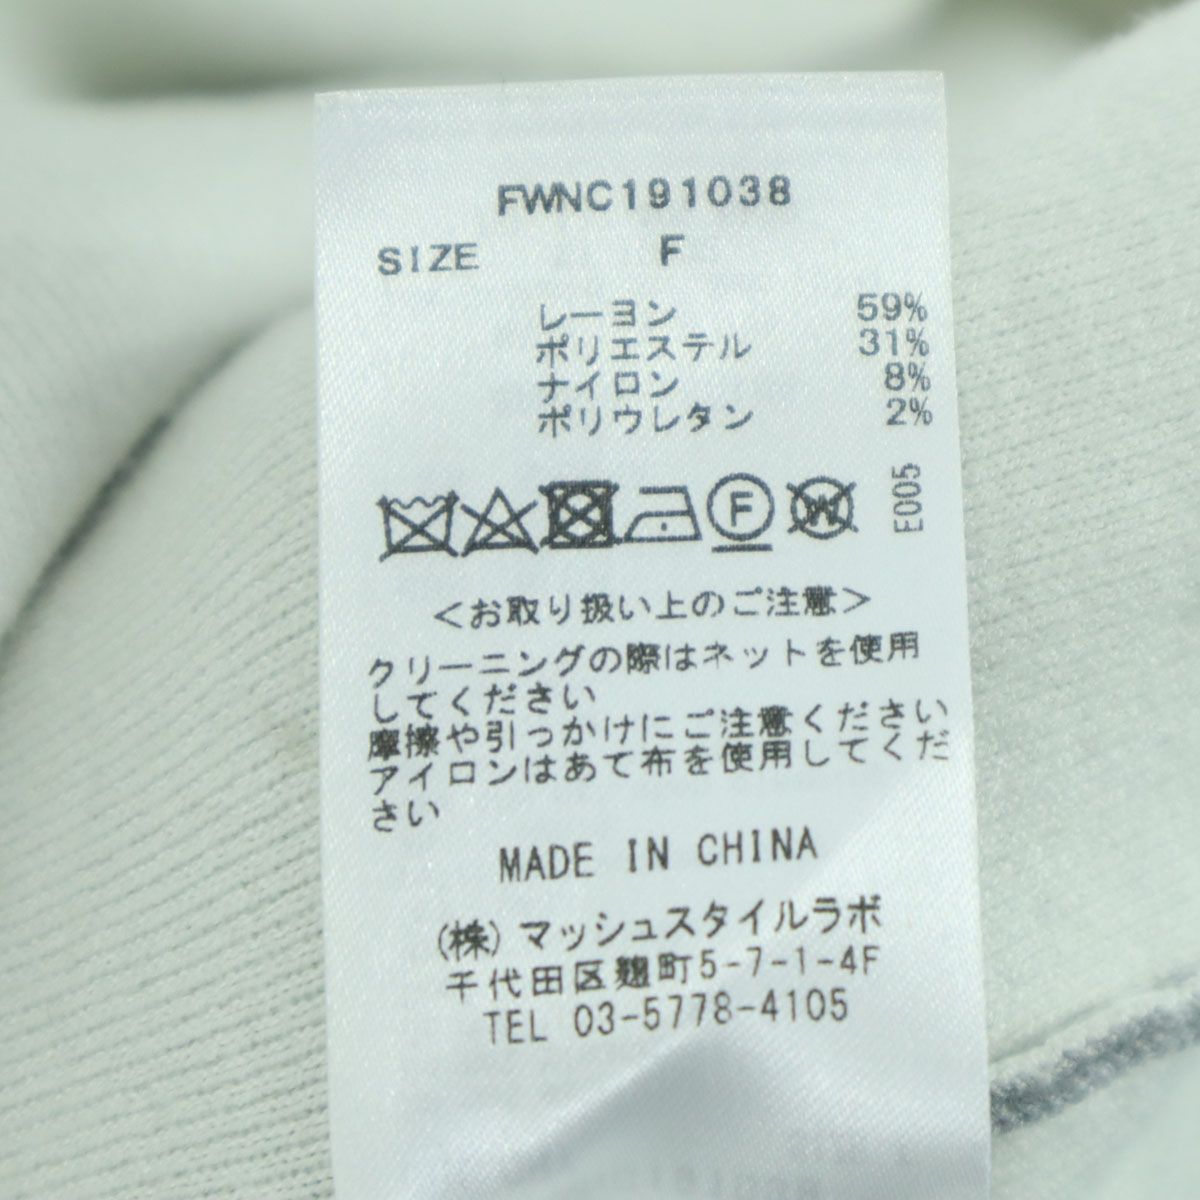 FWNC191038
SIZE F
レーヨン 59%
ポリエステル 31%
ナイロン 8%
ポリウレタン 2%
F W E005
<お取り扱い上のご注意>
クリーニングの際はネットを使用
してください
摩擦や引っかけにご注意ください
アイロンはあて布を使用してくだ
さい
MADE IN CHINA
(株)マッシュスタイルラボ
千代田区麹町5-7-1-4F
TEL 03-5778-4105